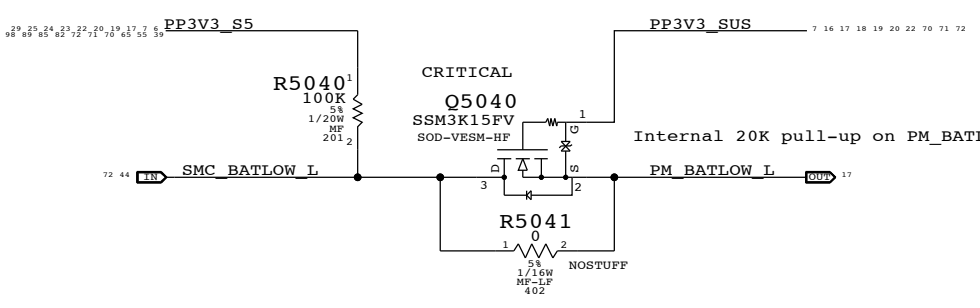 29 25 24 23 22 20 19 17 7 6
98 89 85 82 72 71 70 65 55 39
PP3V3_S5
PP3V3_SUS
7 16 17 18 19 20 22 70 71 72
R5040
1
100K
5%
1/20W
MF
201
2
CRITICAL
Q5040
SSM3K15FV
SOD-VESM-HF
1
G
D
S
3
2
Internal 20K pull-up on PM_BATL
72 44
IN
SMC_BATLOW_L
PM_BATLOW_L
OUT
17
R5041
0
1
2
5%
1/16W
MF-LF
402
NOSTUFF